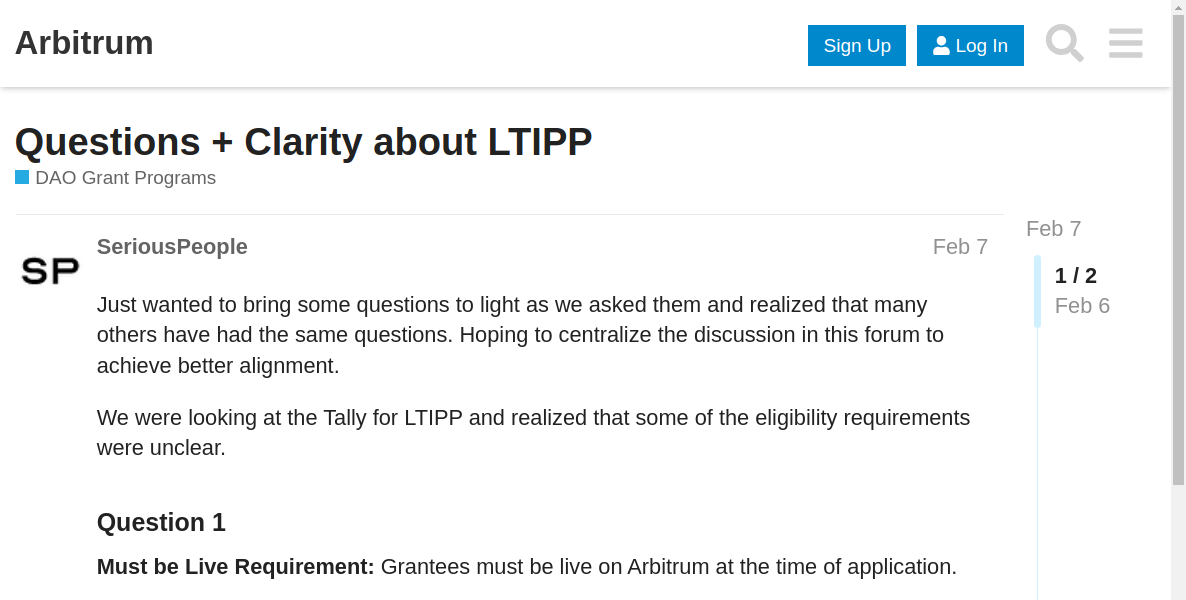 Arbitrum
Sign Up
Log In
Questions + Clarity about LTIPP
DAO Grant Programs
SP
SeriousPeople
Feb 7
Just wanted to bring some questions to light as we asked them and realized that many
others have had the same questions. Hoping to centralize the discussion in this forum to
achieve better alignment.
We were looking at the Tally for LTIPP and realized that some of the eligibility requirements
were unclear.
Question 1
Must be Live Requirement: Grantees must be live on Arbitrum at the time of application.
Feb 7
1 / 2
Feb 6